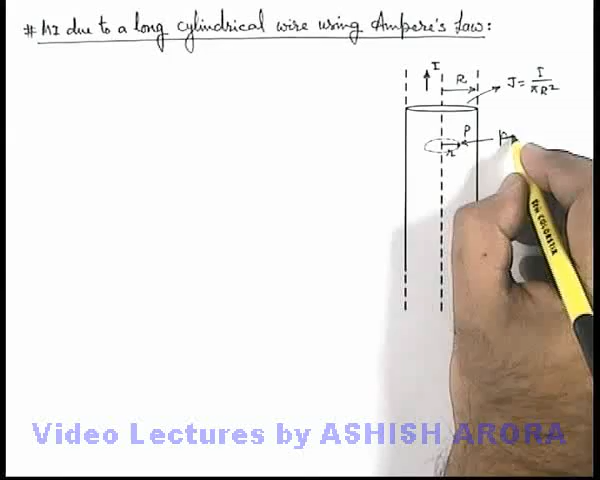 # MI due to a long cylindrical wire using Ampere's Law:
I
R
J = I / πR²
P
r
Video Lectures by ASHISH ARORA